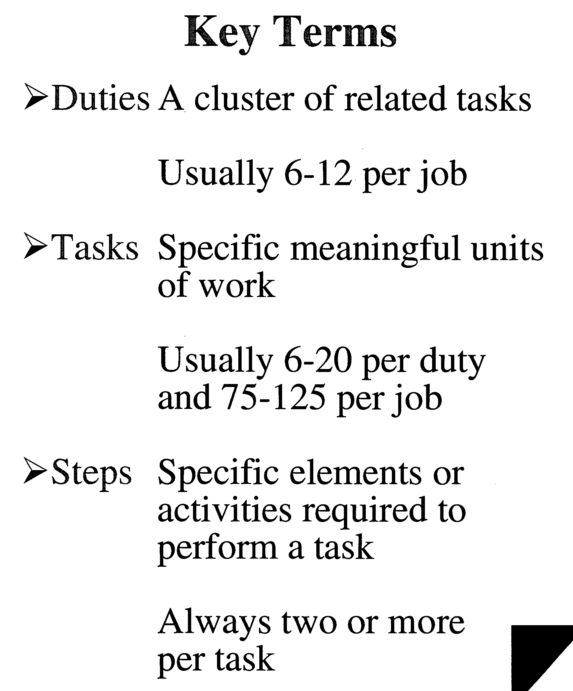 Key Terms
➢Duties A cluster of related tasks
Usually 6-12 per job
➢Tasks Specific meaningful units
of work
Usually 6-20 per duty
and 75-125 per job
➢Steps Specific elements or
activities required to
perform a task
Always two or more
per task